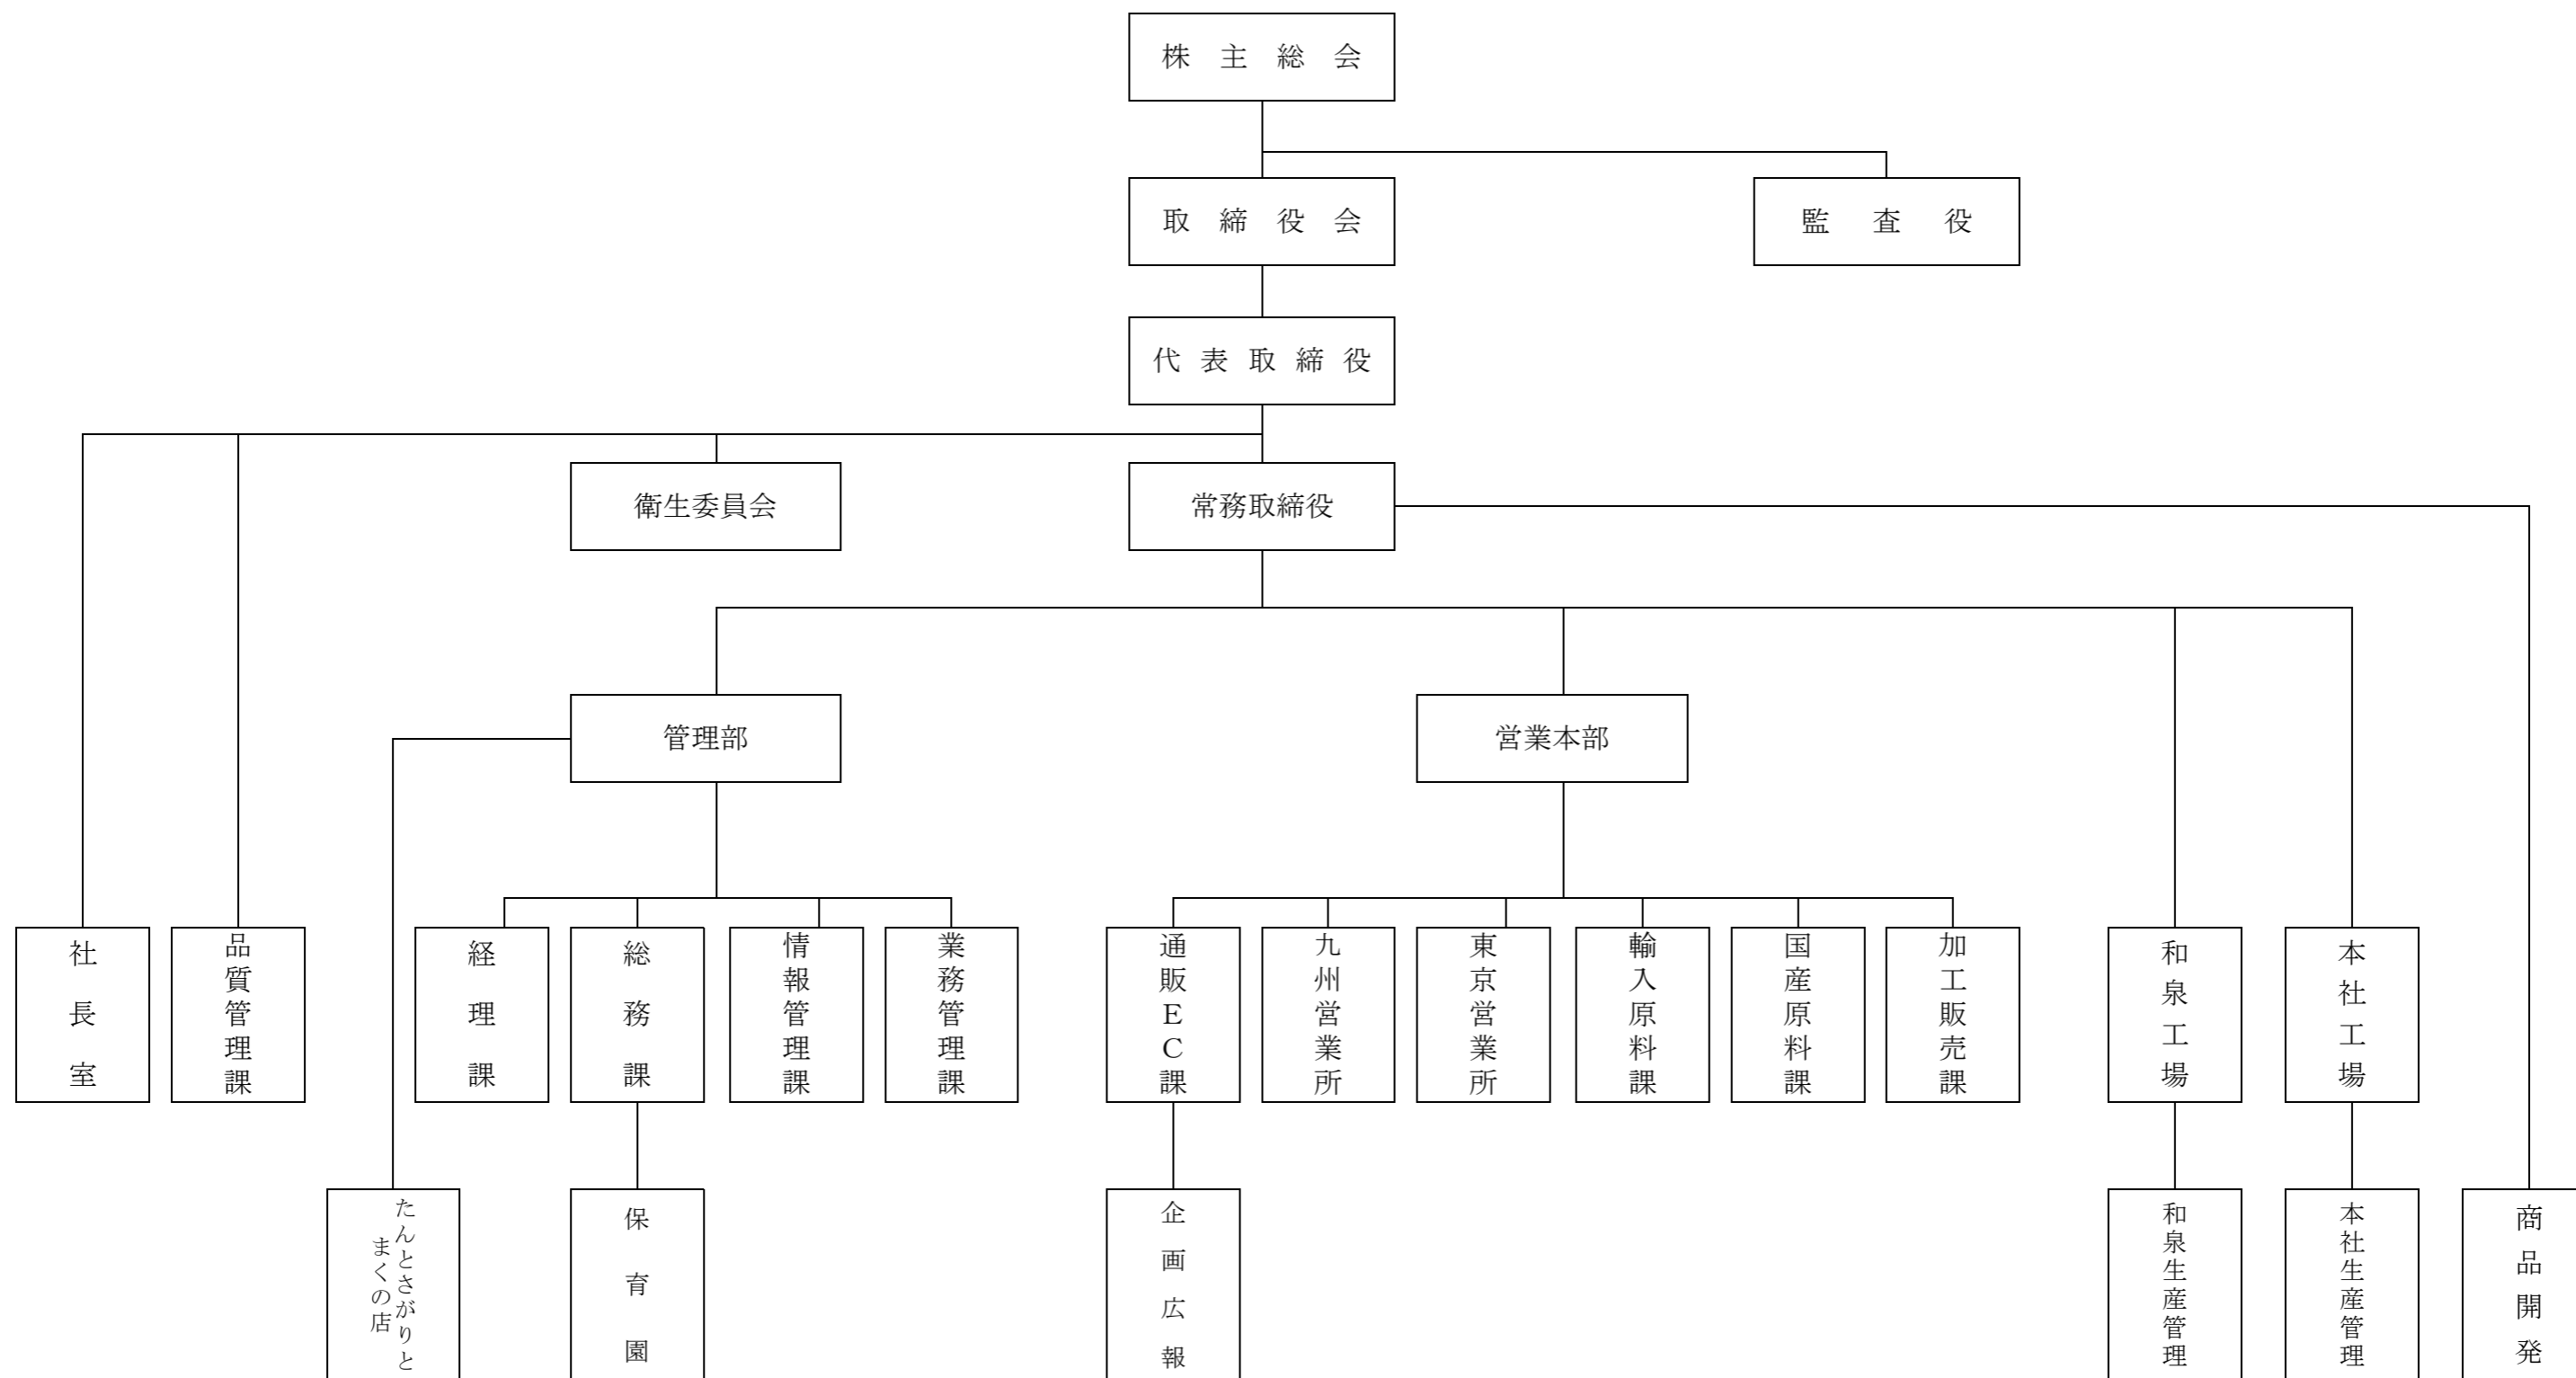 株主総会
取締役会
監査役
代表取締役
衛生委員会
常務取締役
管理部
営業本部
社長室
品質管理課
経理課
総務課
情報管理課
業務管理課
通販EC課
九州営業所
東京営業所
輸入原料課
国産原料課
加工販売課
和泉工場
本社工場
たんとさがりと
まくの店
保育園
企画広報
和泉生産管理
本社生産管理
商品開発